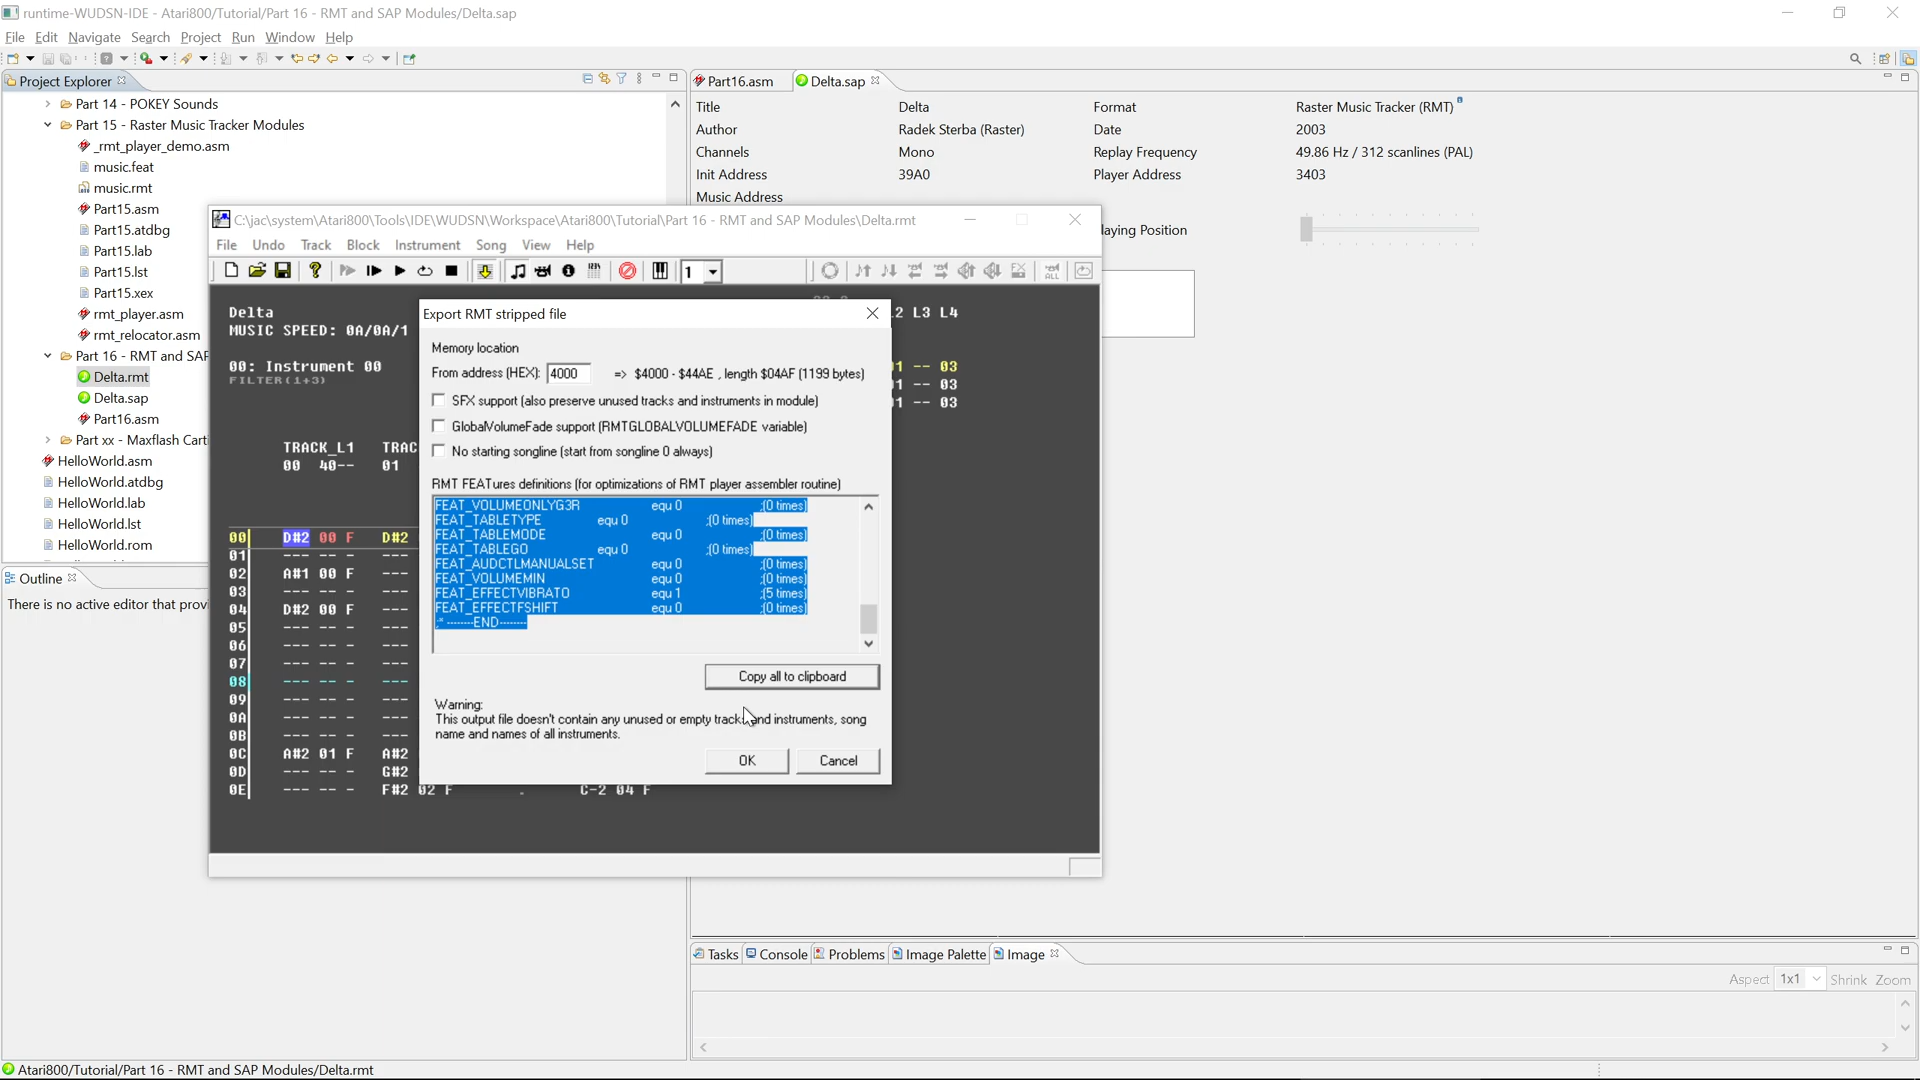 runtime-WUDSN-IDE - Atari800/Tutorial/Part 16 - RMT and SAP Modules/Delta.sap
File Edit Navigate Search Project Run Window Help
Project Explorer
Part 14 - POKEY Sounds
Part 15 - Raster Music Tracker Modules
_rmt_player_demo.asm
music.feat
music.rmt
Part15.asm
Part15.atdbg
Part15.lab
Part15.lst
Part15.xex
rmt_player.asm
rmt_relocator.asm
Part 16 - RMT and SAP
Delta.rmt
Delta.sap
Part16.asm
Part xx - Maxflash Cart
HelloWorld.asm
HelloWorld.atdbg
HelloWorld.lab
HelloWorld.lst
HelloWorld.rom
Outline
There is no active editor that prov
Part16.asm Delta.sap
Title Delta Format Raster Music Tracker (RMT)
Author Radek Sterba (Raster) Date 2003
Channels Mono Replay Frequency 49.86 Hz / 312 scanlines (PAL)
Init Address 39A0 Player Address 3403
Music Address
laying Position
C:\jac\system\Atari800\Tools\IDE\WUDSN\Workspace\Atari800\Tutorial\Part 16 - RMT and SAP Modules\Delta.rmt
File Undo Track Block Instrument Song View Help
1
ALL
Delta
MUSIC SPEED: 0A/0A/1
00: Instrument 00
FILTER(1+3)
TRACK_L1 TRAC
00 40-- 01
.2 L3 L4
01 -- 03
1 -- 03
01 -- 03
00 D#2 00 F D#2
01 --- -- - ---
02 A#1 00 F ---
03 --- -- - ---
04 D#2 00 F ---
05 --- -- - ---
06 --- -- - ---
07 --- -- - ---
08 --- -- - ---
09 --- -- - ---
0A --- -- - ---
0B --- -- - ---
0C A#2 01 F A#2
0D --- -- - G#2
0E --- -- - F#2 02 F C-2 04 F
Export RMT stripped file
Memory location
From address (HEX): 4000 => $4000 - $44AE , length $04AF (1199 bytes)
SFX support (also preserve unused tracks and instruments in module)
GlobalVolumeFade support (RMTGLOBALVOLUMEFADE variable)
No starting songline (start from songline 0 always)
RMT FEATures definitions (for optimizations of RMT player assembler routine)
FEAT_VOLUMEONLYG3R equ 0 ;(0 times)
FEAT_TABLETYPE equ 0 ;(0 times)
FEAT_TABLEMODE equ 0 ;(0 times)
FEAT_TABLEGO equ 0 ;(0 times)
FEAT_AUDCTLMANUALSET equ 0 ;(0 times)
FEAT_VOLUMEMIN equ 0 ;(0 times)
FEAT_EFFECTVIBRATO equ 1 ;(5 times)
FEAT_EFFECTFSHIFT equ 0 ;(0 times)
;* --------END--------
Copy all to clipboard
Warning:
This output file doesn't contain any unused or empty tracks and instruments, song
name and names of all instruments.
OK Cancel
Tasks Console Problems Image Palette Image
Aspect 1x1 Shrink Zoom
Atari800/Tutorial/Part 16 - RMT and SAP Modules/Delta.rmt